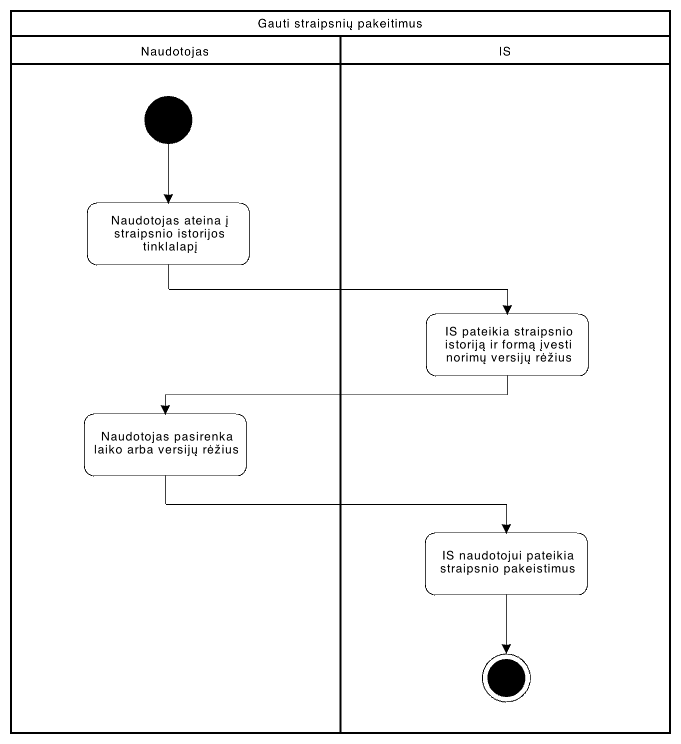 Gauti straipsnių pakeitimus
Naudotojas
IS
Naudotojas ateina į
straipsnio istorijos
tinklalapį
IS pateikia straipsnio
istoriją ir formą įvesti
norimų versijų rėžius
Naudotojas pasirenka
laiko arba versijų rėžius
IS naudotojui pateikia
straipsnio pakeistimus